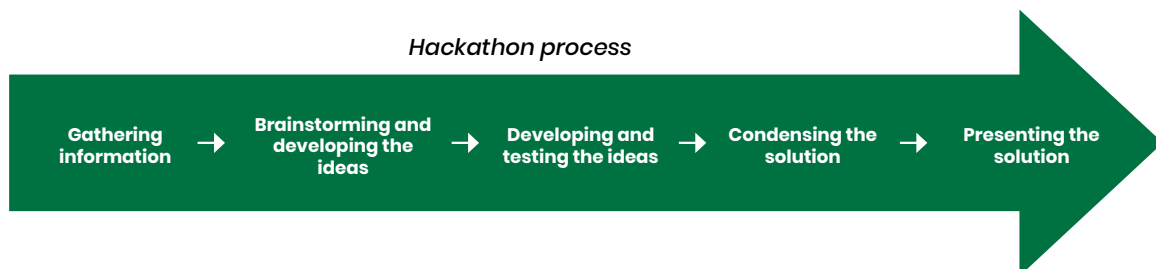 Hackathon process
Gathering
information
Brainstorming and
developing the
ideas
Developing and
testing the ideas
Condensing the
solution
Presenting the
solution